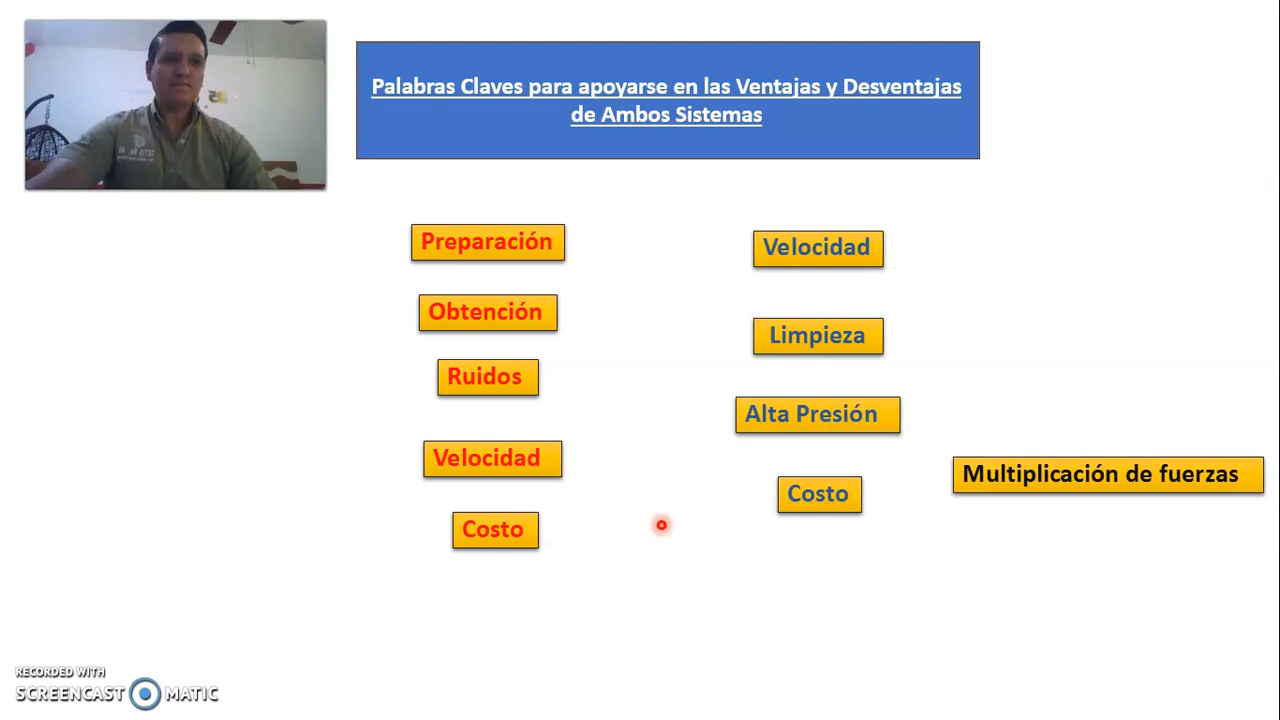 Palabras Claves para apoyarse en las Ventajas y Desventajas
de Ambos Sistemas
Preparación
Obtención
Ruidos
Velocidad
Costo
Velocidad
Limpieza
Alta Presión
Costo
Multiplicación de fuerzas
RECORDED WITH
SCREENCAST MATIC